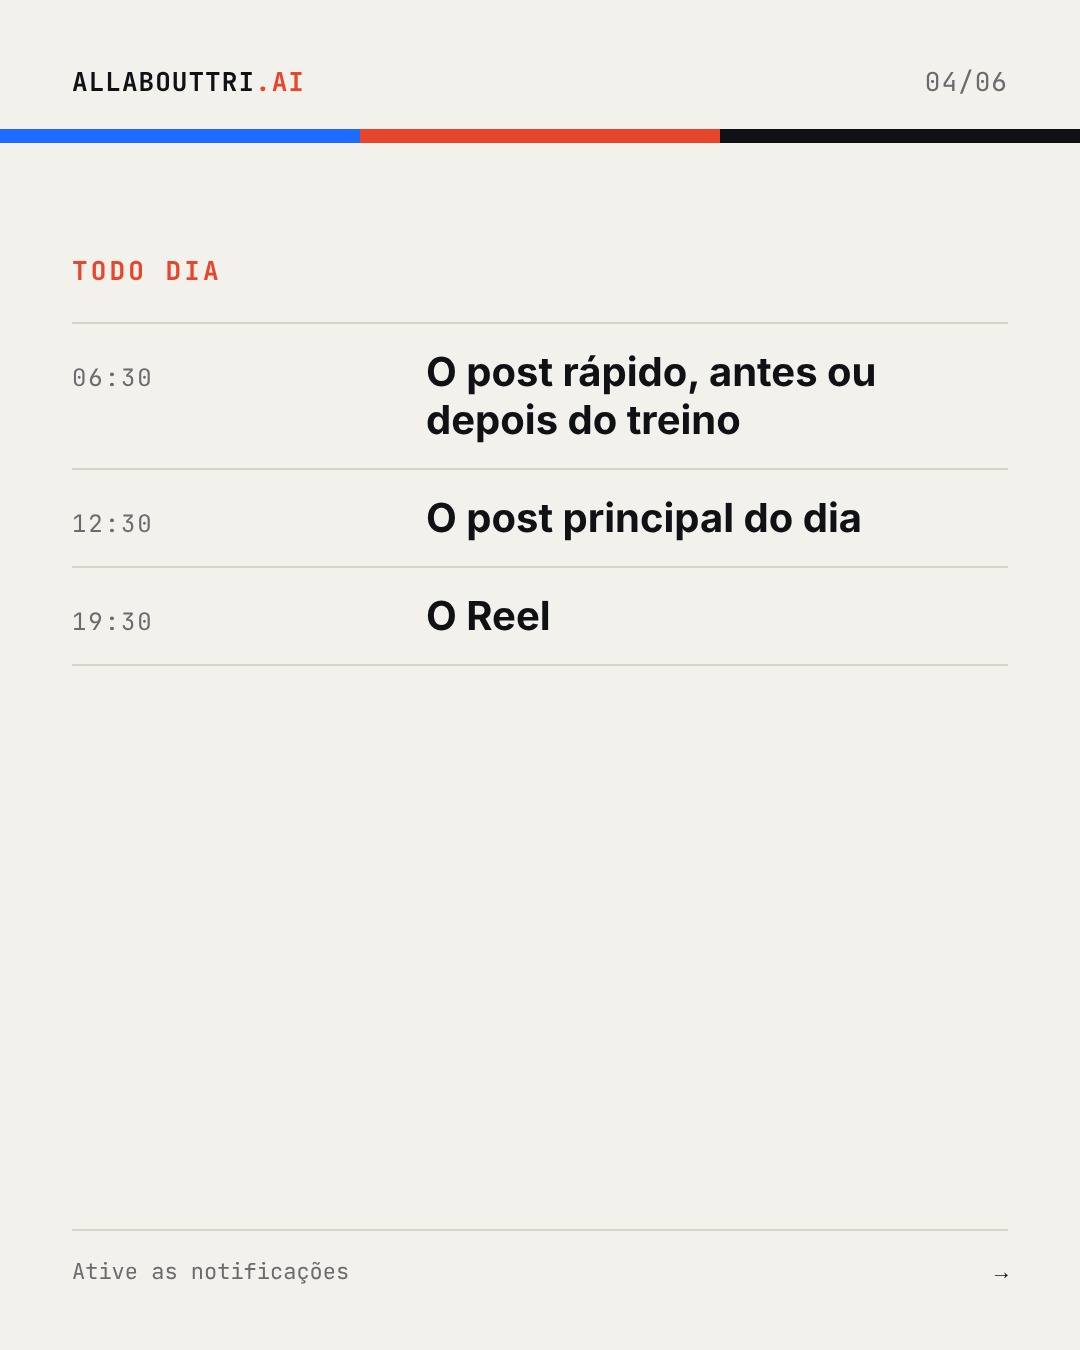 ALLABOUTTRI.AI
04/06
TODO DIA
06:30
O post rápido, antes ou
depois do treino
12:30
O post principal do dia
19:30
O Reel
Ative as notificações
→